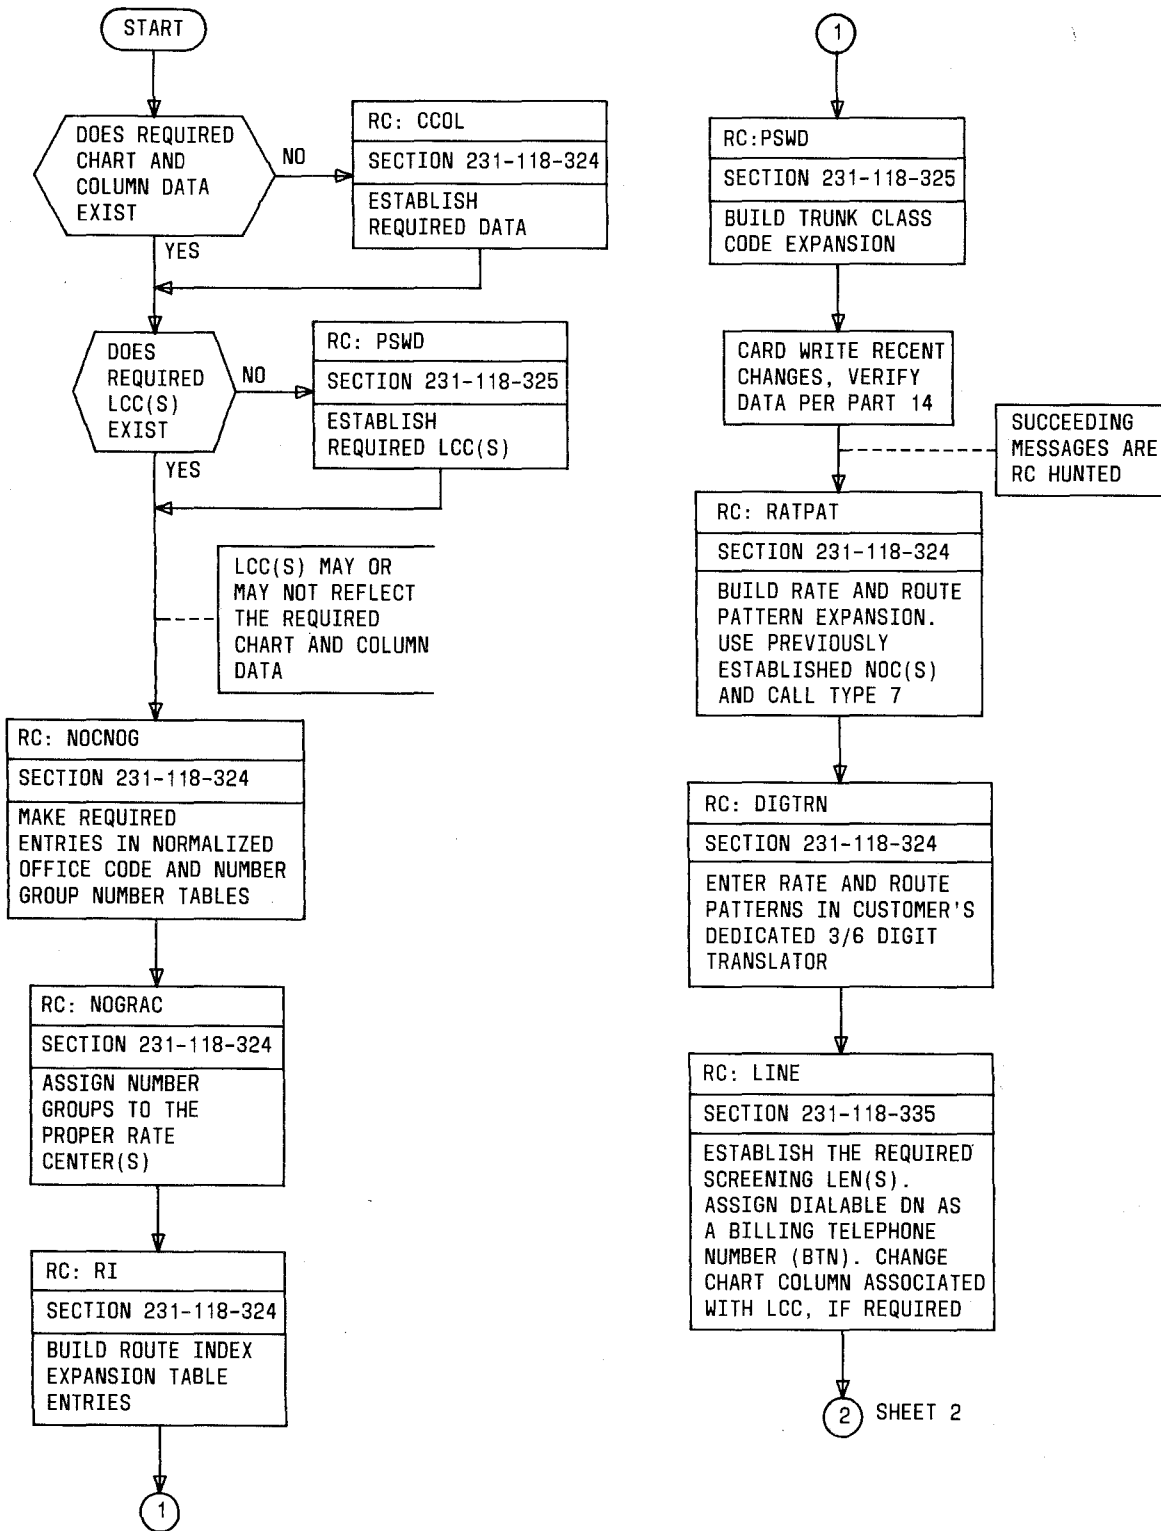 START
DOES REQUIRED
CHART AND
COLUMN DATA
EXIST
NO
YES
RC: CCOL
SECTION 231-118-324
ESTABLISH
REQUIRED DATA
DOES
REQUIRED
LCC(S)
EXIST
NO
YES
RC: PSWD
SECTION 231-118-325
ESTABLISH
REQUIRED LCC(S)
LCC(S) MAY OR
MAY NOT REFLECT
THE REQUIRED
CHART AND COLUMN
DATA
RC: NOCNOG
SECTION 231-118-324
MAKE REQUIRED
ENTRIES IN NORMALIZED
OFFICE CODE AND NUMBER
GROUP NUMBER TABLES
RC: NOGRAC
SECTION 231-118-324
ASSIGN NUMBER
GROUPS TO THE
PROPER RATE
CENTER(S)
RC: RI
SECTION 231-118-324
BUILD ROUTE INDEX
EXPANSION TABLE
ENTRIES
1
1
RC:PSWD
SECTION 231-118-325
BUILD TRUNK CLASS
CODE EXPANSION
CARD WRITE RECENT
CHANGES, VERIFY
DATA PER PART 14
SUCCEEDING
MESSAGES ARE
RC HUNTED
RC: RATPAT
SECTION 231-118-324
BUILD RATE AND ROUTE
PATTERN EXPANSION.
USE PREVIOUSLY
ESTABLISHED NOC(S)
AND CALL TYPE 7
RC: DIGTRN
SECTION 231-118-324
ENTER RATE AND ROUTE
PATTERNS IN CUSTOMER'S
DEDICATED 3/6 DIGIT
TRANSLATOR
RC: LINE
SECTION 231-118-335
ESTABLISH THE REQUIRED
SCREENING LEN(S).
ASSIGN DIALABLE DN AS
A BILLING TELEPHONE
NUMBER (BTN). CHANGE
CHART COLUMN ASSOCIATED
WITH LCC, IF REQUIRED
2 SHEET 2